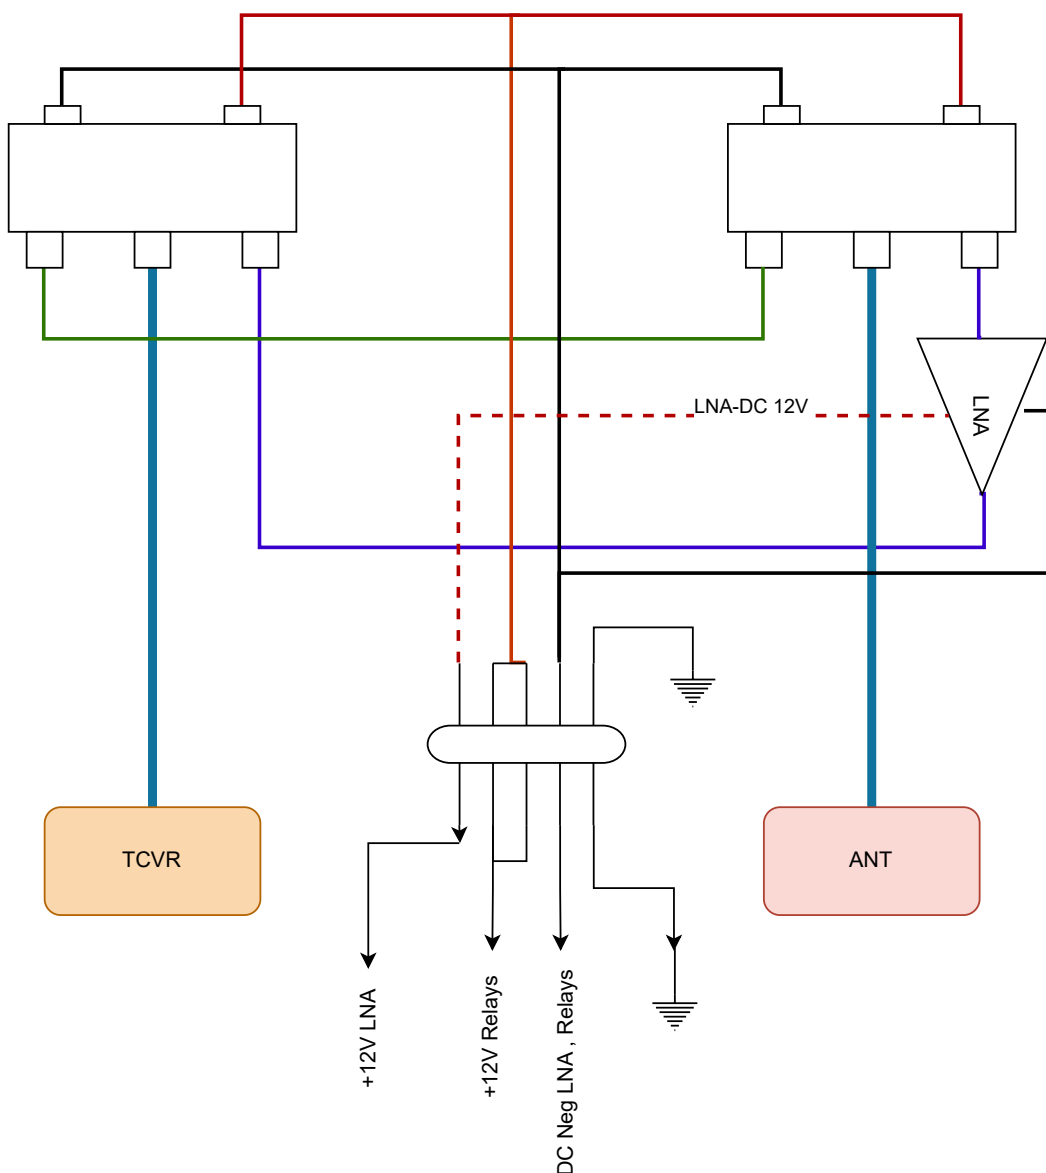 LNA-DC 12V
LNA
TCVR
ANT
+12V LNA
+12V Relays
DC Neg LNA , Relays